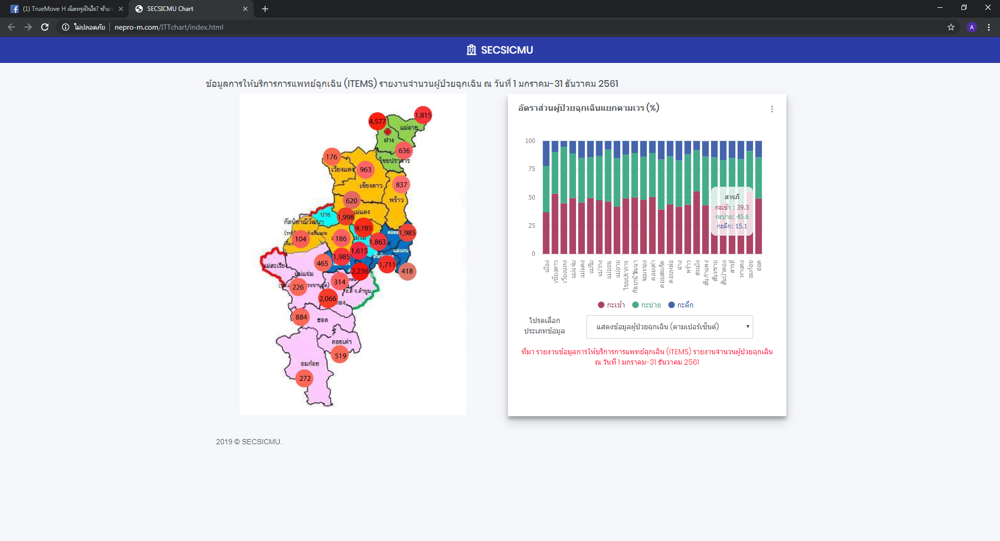 (1) TrueMove H เน็ตทรูเป็นไร? ช้ามา
SECSICMU Chart
ไม่ปลอดภัย
nepro-m.com/ITTchart/index.html
A
SECSICMU
ข้อมูลการให้บริการการแพทย์ฉุกเฉิน (ITEMS) รายงานจำนวนผู้ป่วยฉุกเฉิน ณ วันที่ 1 มกราคม-31 ธันวาคม 2561
1,815
4,577
แม่อาย
ฝาง
636
ไชยปราการ
176
เวียงแหง
963
เชียงดาว
837
พร้าว
620
แม่แตง
ปาย
1,998
กัลป์ยาณิวัฒนา
9,785
1,985
104
186
1,863
แม่ออน
1,615
1,985
465
1,711
418
แม่สะเรียง
แม่แจ่ม
2,236
314
226
อ.ลี้ จ.ลำพูน
2,066
ทอง
884
ฮอด
ดอยเต่า
519
อมก๋อย
272
อัตราส่วนผู้ป่วยฉุกเฉินแยกตามเวร (%)
100
75
50
25
0
สารภี
กะเช้า : 39.3
กะบ่าย: 45.6
กะดึก: 15.1
เมือง
เชียงดาว
เวียงแหง
แม่แจ่ม
แม่แตง
แม่ริม
แม่วาง
แม่ออน
แม่อาย
ไชยปราการ
กัลยาณิวัฒนา
จอมทอง
ดอยเต่า
ดอยสะเก็ด
ดอยหล่อ
ฝาง
พร้าว
สะเมิง
สันกำแพง
สันทราย
สันป่าตอง
สารภี
หางดง
อมก๋อย
ฮอด
กะเช้า
กะบ่าย
กะดึก
โปรดเลือก
ประเภทข้อมูล
แสดงข้อมูลผู้ป่วยฉุกเฉิน (ตามเปอร์เซ็นต์)
ที่มา รายงานข้อมูลการให้บริการการแพทย์ฉุกเฉิน (ITEMS) รายงานจำนวนผู้ป่วยฉุกเฉิน
ณ วันที่ 1 มกราคม-31 ธันวาคม 2561
2019 © SECSICMU.